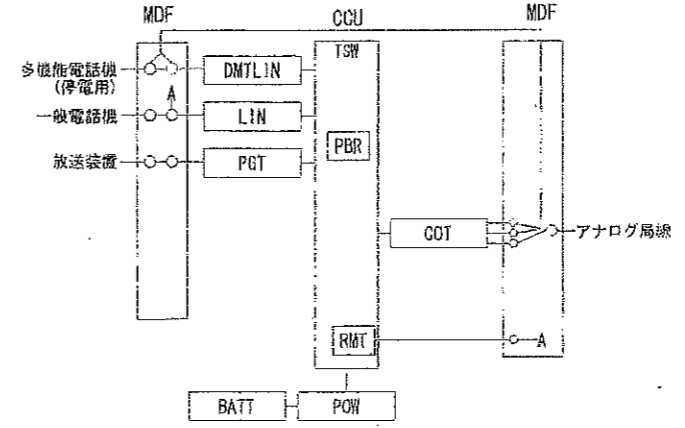 MDF
CCU
MDF
TSW
多機能電話機
(停電用)
DMTLIN
A
一般電話機
LIN
PBR
放送装置
PGT
COT
アナログ局線
RMT
A
BATT
POW